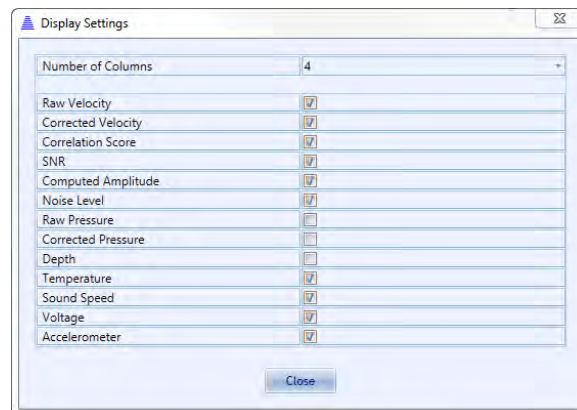 Display Settings
Number of Columns 4
Raw Velocity
Corrected Velocity
Correlation Score
SNR
Computed Amplitude
Noise Level
Raw Pressure
Corrected Pressure
Depth
Temperature
Sound Speed
Voltage
Accelerometer
Close